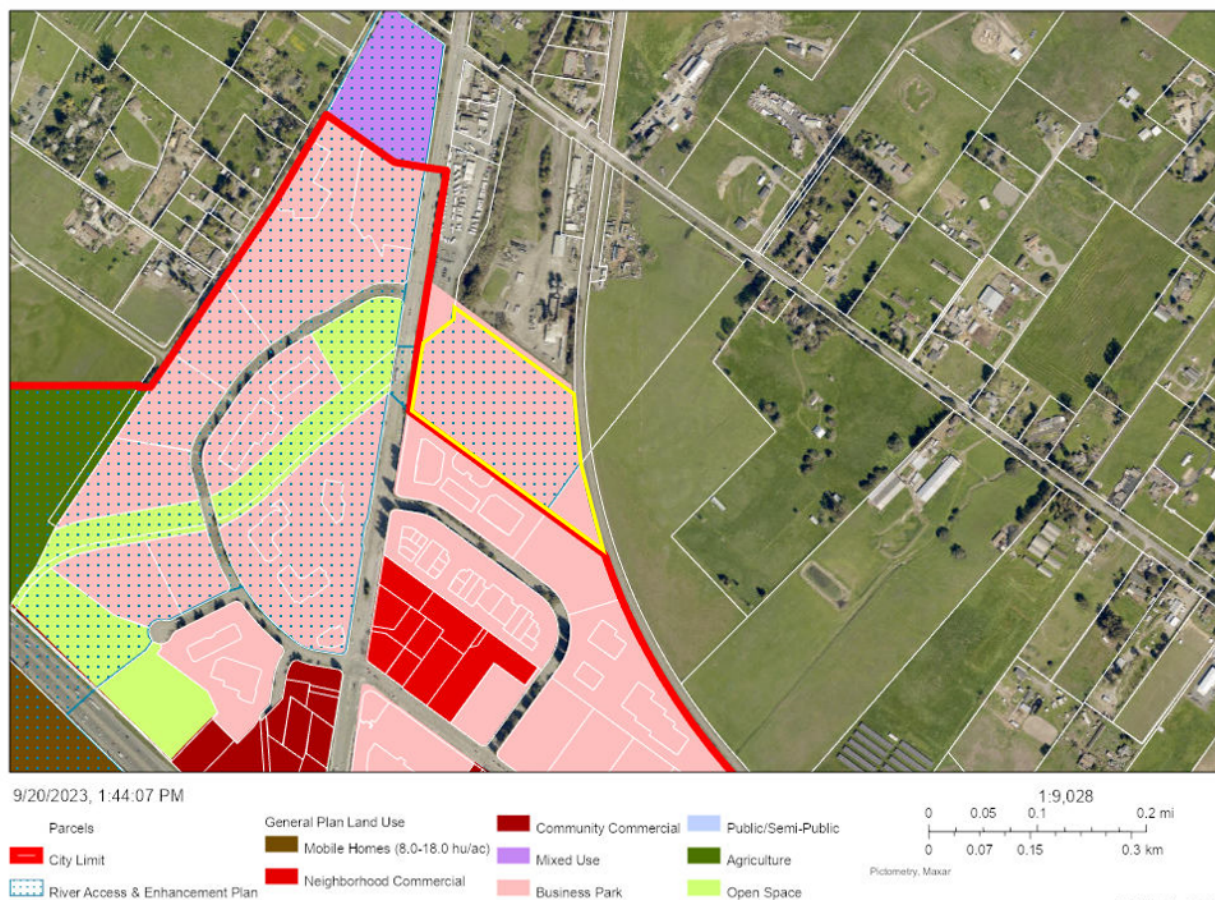 9/20/2023, 1:44:07 PM
Parcels
City Limit
River Access & Enhancement Plan
General Plan Land Use
Mobile Homes (8.0-18.0 hu/ac)
Neighborhood Commercial
Community Commercial
Mixed Use
Business Park
Public/Semi-Public
Agriculture
Open Space
1:9,028
0 0.05 0.1 0.2 mi
0 0.07 0.15 0.3 km
Pictometry, Maxar